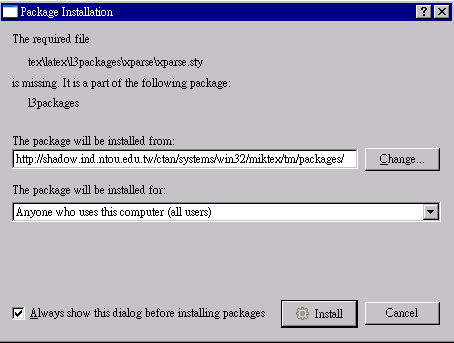 Package Installation
The required file
tex\latex\l3packages\xparse\xparse.sty
is missing. It is a part of the following package:
l3packages
The package will be installed from:
http://shadow.ind.ntou.edu.tw/ctan/systems/win32/miktex/tm/packages/
Change...
The package will be installed for:
Anyone who uses this computer (all users)
Always show this dialog before installing packages
Install
Cancel